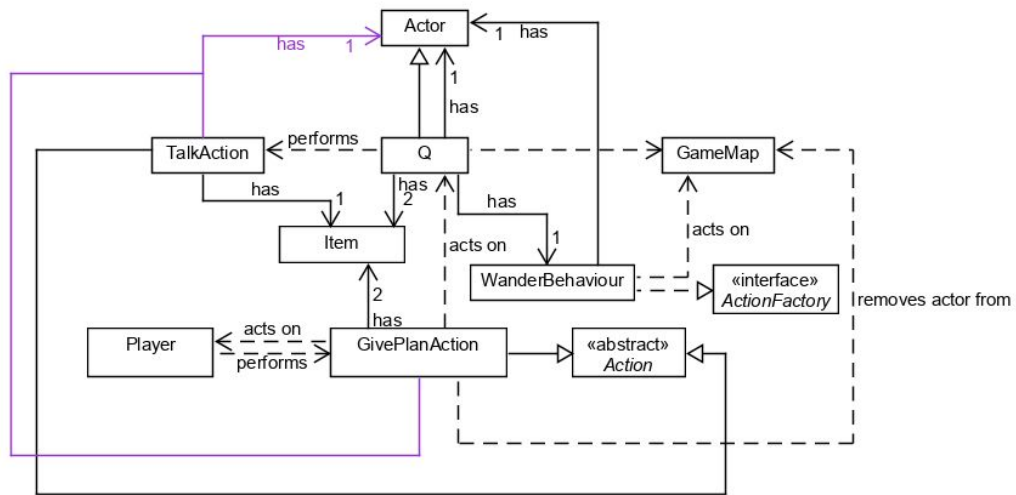 Actor
has
1
1
has
1
has
TalkAction
performs
Q
GameMap
has
1
has
2
has
1
acts on
acts on
Item
WanderBehaviour
«interface»
ActionFactory
removes actor from
2
has
Player
acts on
performs
GivePlanAction
«abstract»
Action